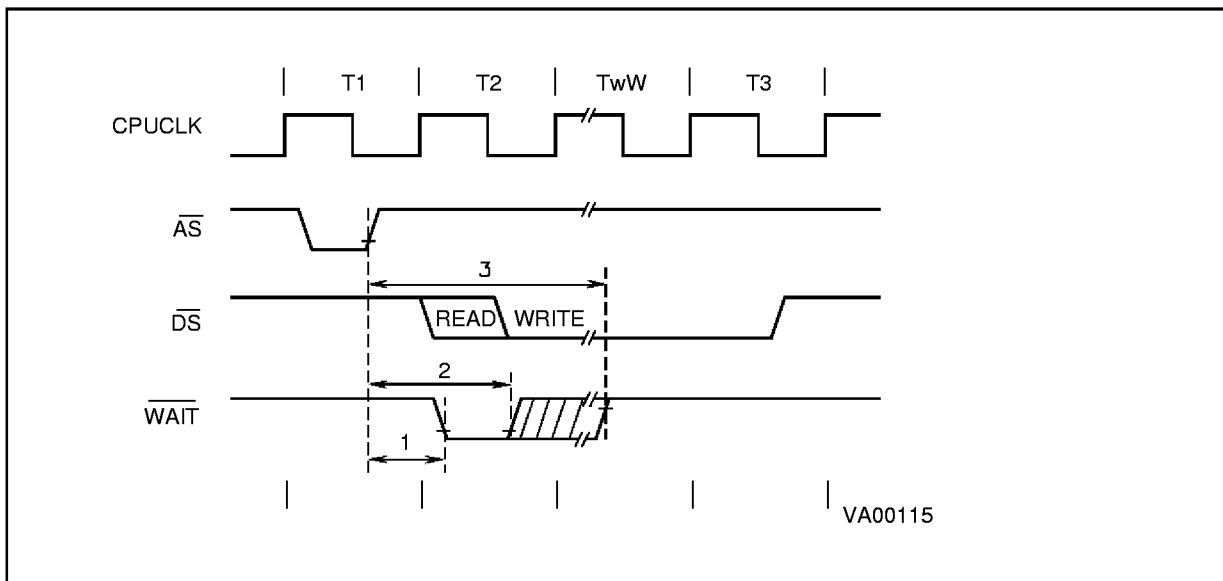 T1 T2 TwW T3
CPUCLK
AS
3
DS READ WRITE
2
WAIT
1
VA00115